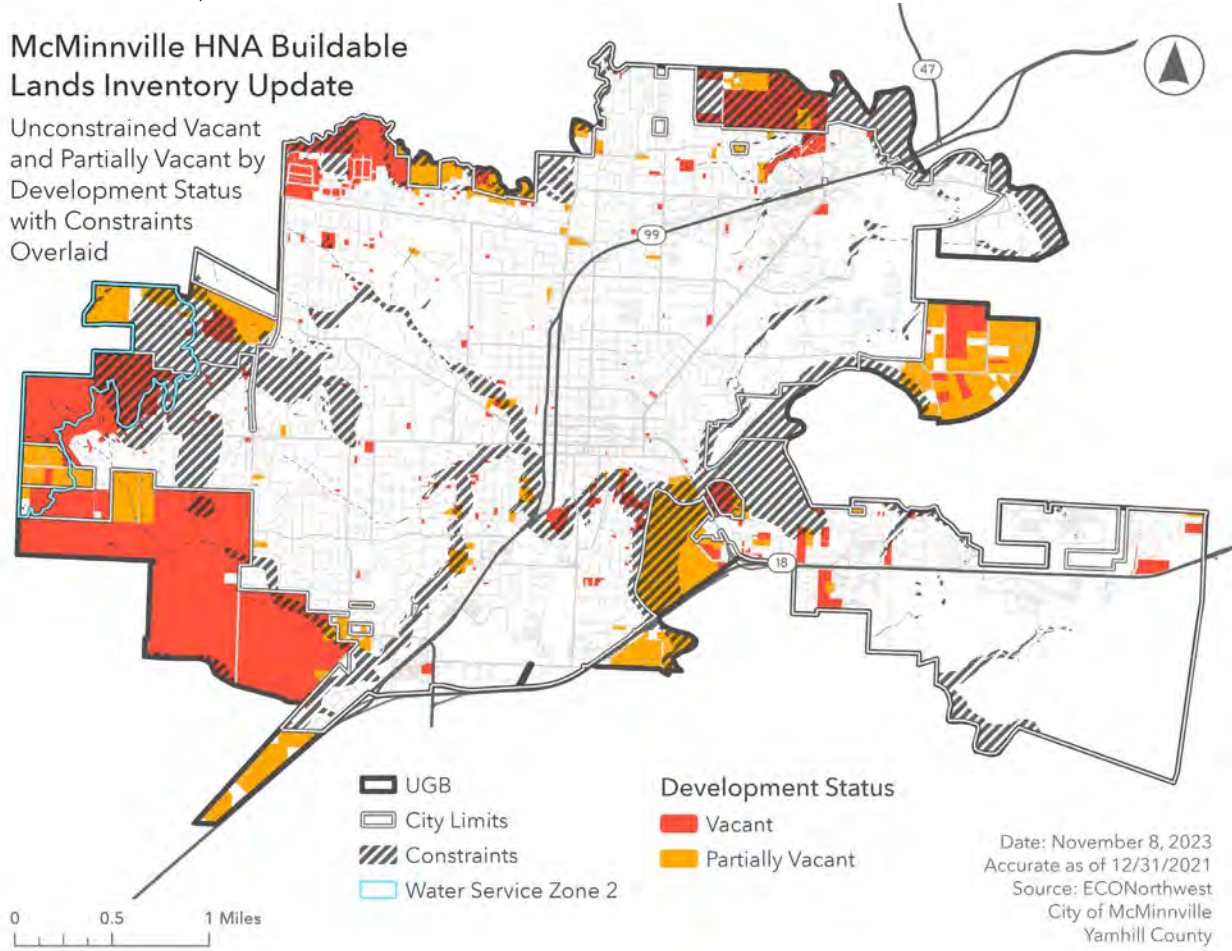 McMinnville HNA Buildable
Lands Inventory Update
Unconstrained Vacant
and Partially Vacant by
Development Status
with Constraints
Overlaid
47
99
18
UGB
City Limits
Constraints
Water Service Zone 2
Development Status
Vacant
Partially Vacant
Date: November 8, 2023
Accurate as of 12/31/2021
Source: ECONorthwest
City of McMinnville
Yamhill County
0 0.5 1 Miles